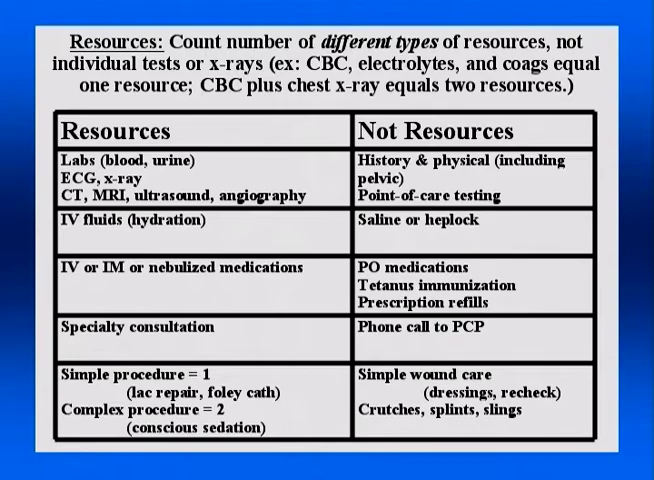 Resources: Count number of different types of resources, not
individual tests or x-rays (ex: CBC, electrolytes, and coags equal
one resource; CBC plus chest x-ray equals two resources.)
Resources
Not Resources
Labs (blood, urine)
ECG, x-ray
CT, MRI, ultrasound, angiography
History & physical (including
pelvic)
Point-of-care testing
IV fluids (hydration)
Saline or heplock
IV or IM or nebulized medications
PO medications
Tetanus immunization
Prescription refills
Specialty consultation
Phone call to PCP
Simple procedure = 1
(lac repair, foley cath)
Complex procedure = 2
(conscious sedation)
Simple wound care
(dressings, recheck)
Crutches, splints, slings